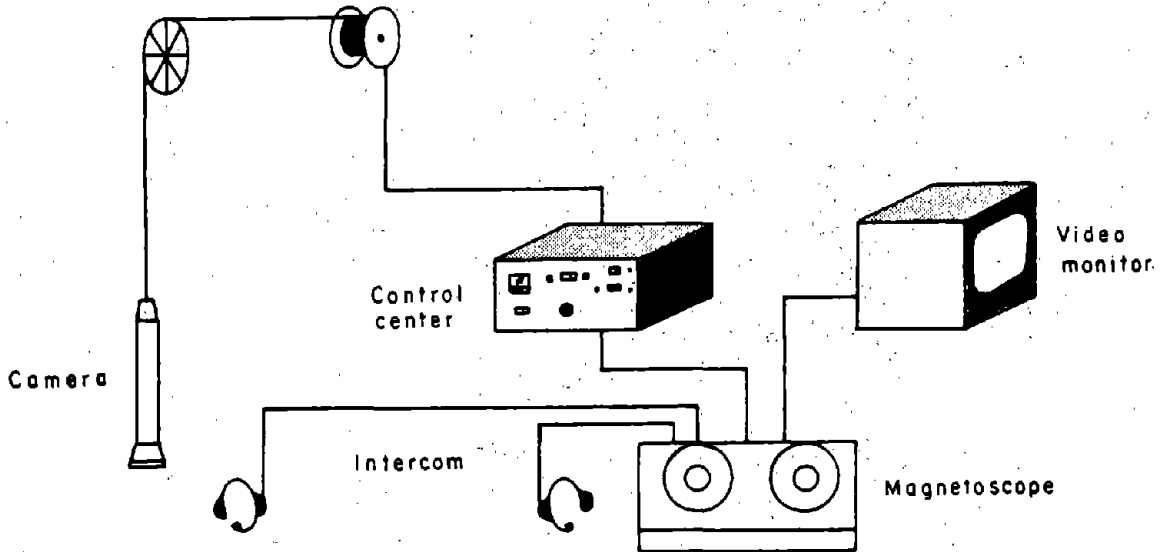 Video
monitor.
Control
center
Camera
Intercom
Magnetoscope